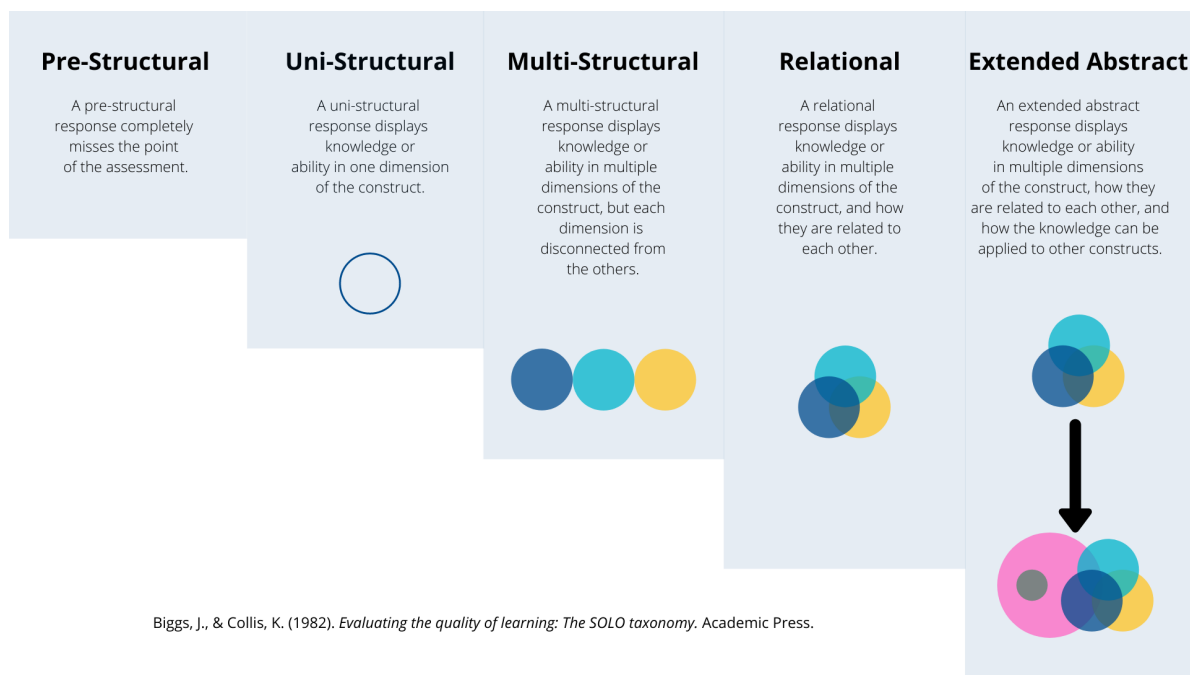 Pre-Structural
A pre-structural
response completely
misses the point
of the assessment.
Uni-Structural
A uni-structural
response displays
knowledge or
ability in one dimension
of the construct.
Multi-Structural
A multi-structural
response displays
knowledge or
ability in multiple
dimensions of the
construct, but each
dimension is
disconnected from
the others.
Relational
A relational
response displays
knowledge or
ability in multiple
dimensions of the
construct, and how
they are related to
each other.
Extended Abstract
An extended abstract
response displays
knowledge or ability
in multiple dimensions
of the construct, how they
are related to each other, and
how the knowledge can be
applied to other constructs.
Biggs, J., & Collis, K. (1982). Evaluating the quality of learning: The SOLO taxonomy. Academic Press.